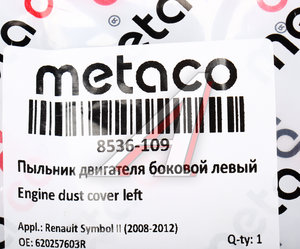 metaco
8536-109
Пыльник двигателя боковой левый
Engine dust cover left
Appl.: Renault Symbol II (2008-2012)
OE: 620257603R
Q-ty: 1